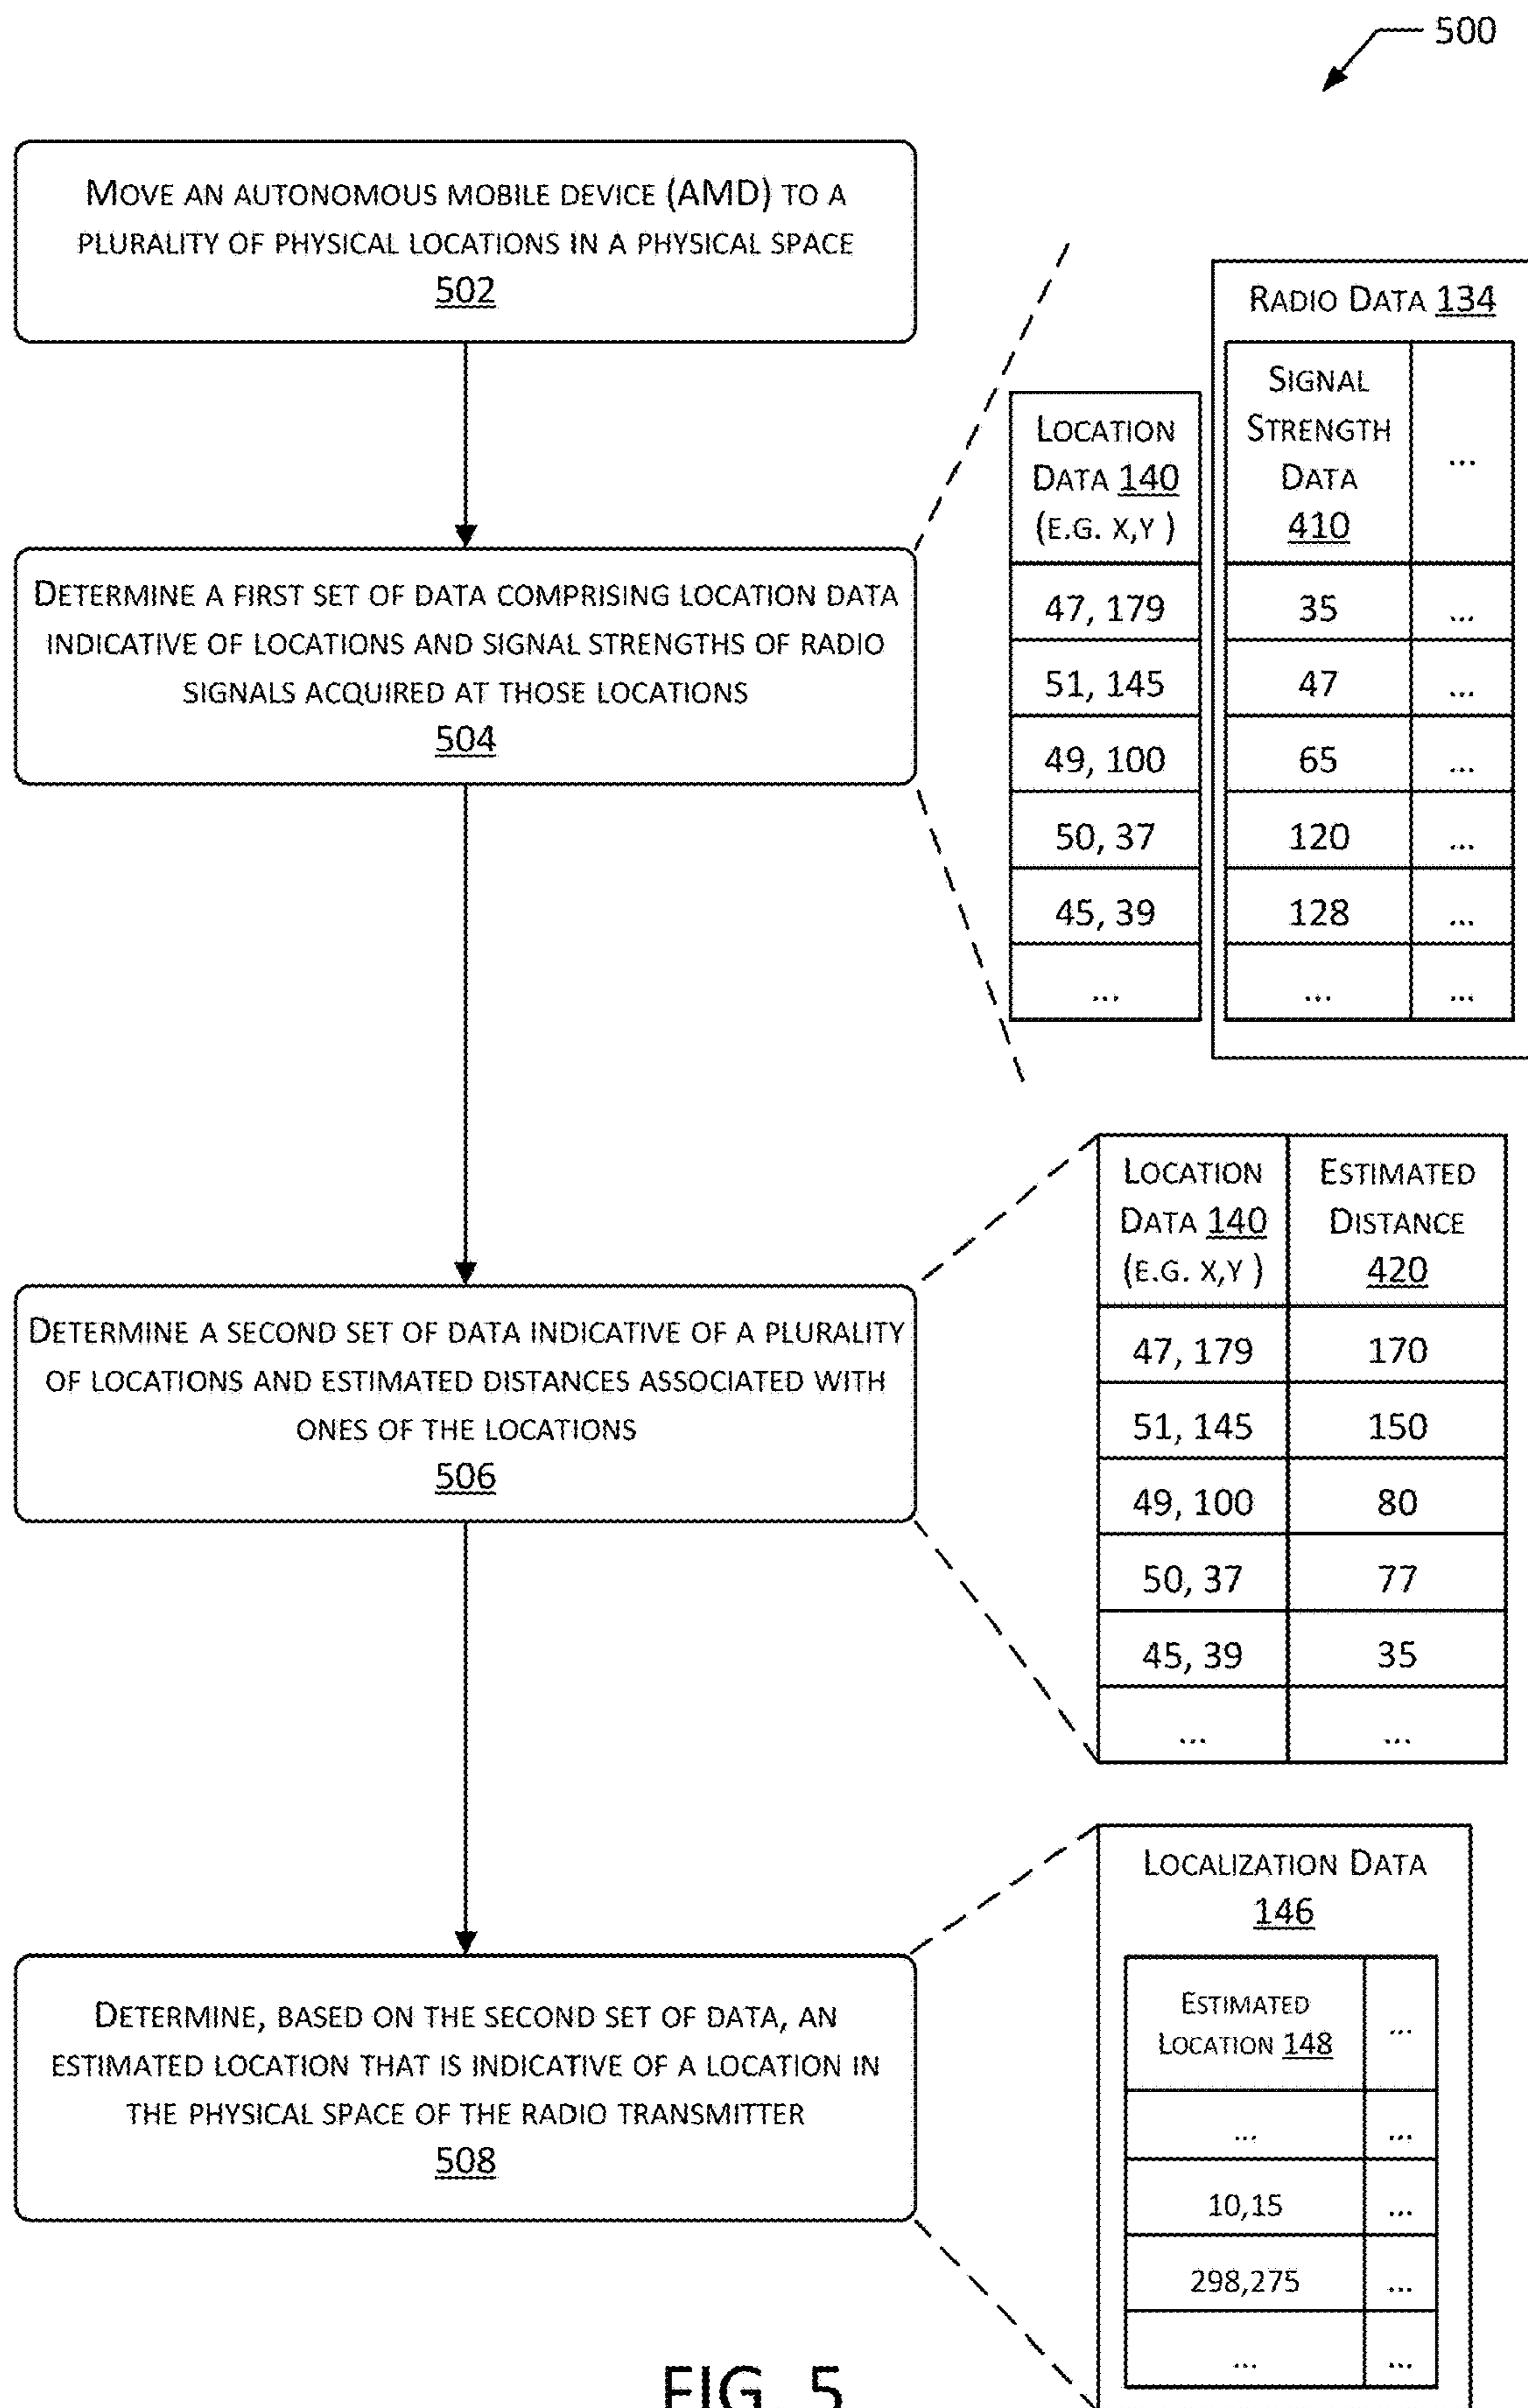 500
MOVE AN AUTONOMOUS MOBILE DEVICE (AMD) TO A
PLURALITY OF PHYSICAL LOCATIONS IN A PHYSICAL SPACE
502
DETERMINE A FIRST SET OF DATA COMPRISING LOCATION DATA
INDICATIVE OF LOCATIONS AND SIGNAL STRENGTHS OF RADIO
SIGNALS ACQUIRED AT THOSE LOCATIONS
504
RADIO DATA 134
LOCATION
DATA 140
(E.G. X,Y )
SIGNAL
STRENGTH
DATA
410
...
47, 179 35 ...
51, 145 47 ...
49, 100 65 ...
50, 37 120 ...
45, 39 128 ...
... ... ...
DETERMINE A SECOND SET OF DATA INDICATIVE OF A PLURALITY
OF LOCATIONS AND ESTIMATED DISTANCES ASSOCIATED WITH
ONES OF THE LOCATIONS
506
LOCATION
DATA 140
(E.G. X,Y )
ESTIMATED
DISTANCE
420
47, 179 170
51, 145 150
49, 100 80
50, 37 77
45, 39 35
... ...
DETERMINE, BASED ON THE SECOND SET OF DATA, AN
ESTIMATED LOCATION THAT IS INDICATIVE OF A LOCATION IN
THE PHYSICAL SPACE OF THE RADIO TRANSMITTER
508
LOCALIZATION DATA
146
ESTIMATED
LOCATION 148
...
... ...
10,15 ...
298,275 ...
... ...
FIG. 5